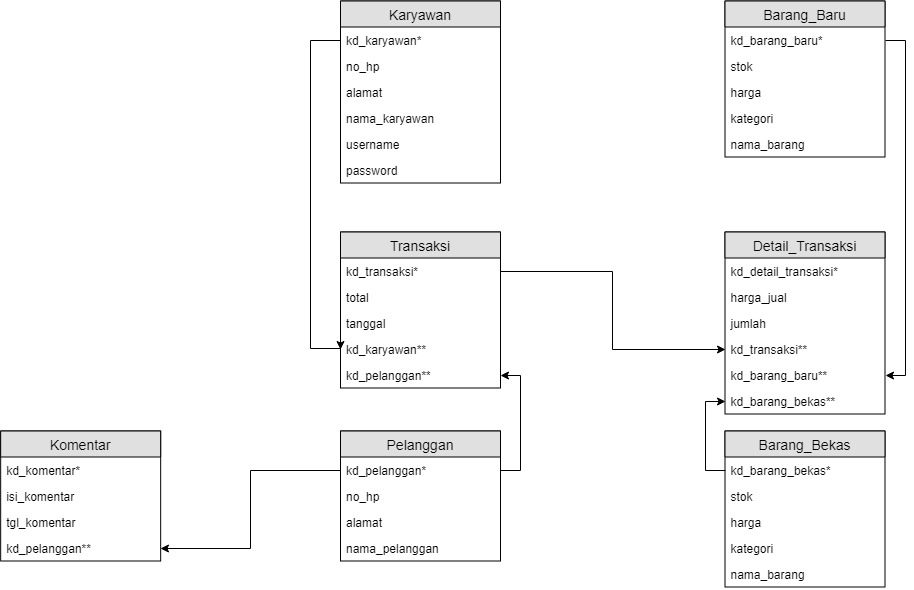 Karyawan
kd_karyawan*
no_hp
alamat
nama_karyawan
username
password
Barang_Baru
kd_barang_baru*
stok
harga
kategori
nama_barang
Transaksi
kd_transaksi*
total
tanggal
kd_karyawan**
kd_pelanggan**
Detail_Transaksi
kd_detail_transaksi*
harga_jual
jumlah
kd_transaksi**
kd_barang_baru**
kd_barang_bekas**
Komentar
kd_komentar*
isi_komentar
tgl_komentar
kd_pelanggan**
Pelanggan
kd_pelanggan*
no_hp
alamat
nama_pelanggan
Barang_Bekas
kd_barang_bekas*
stok
harga
kategori
nama_barang